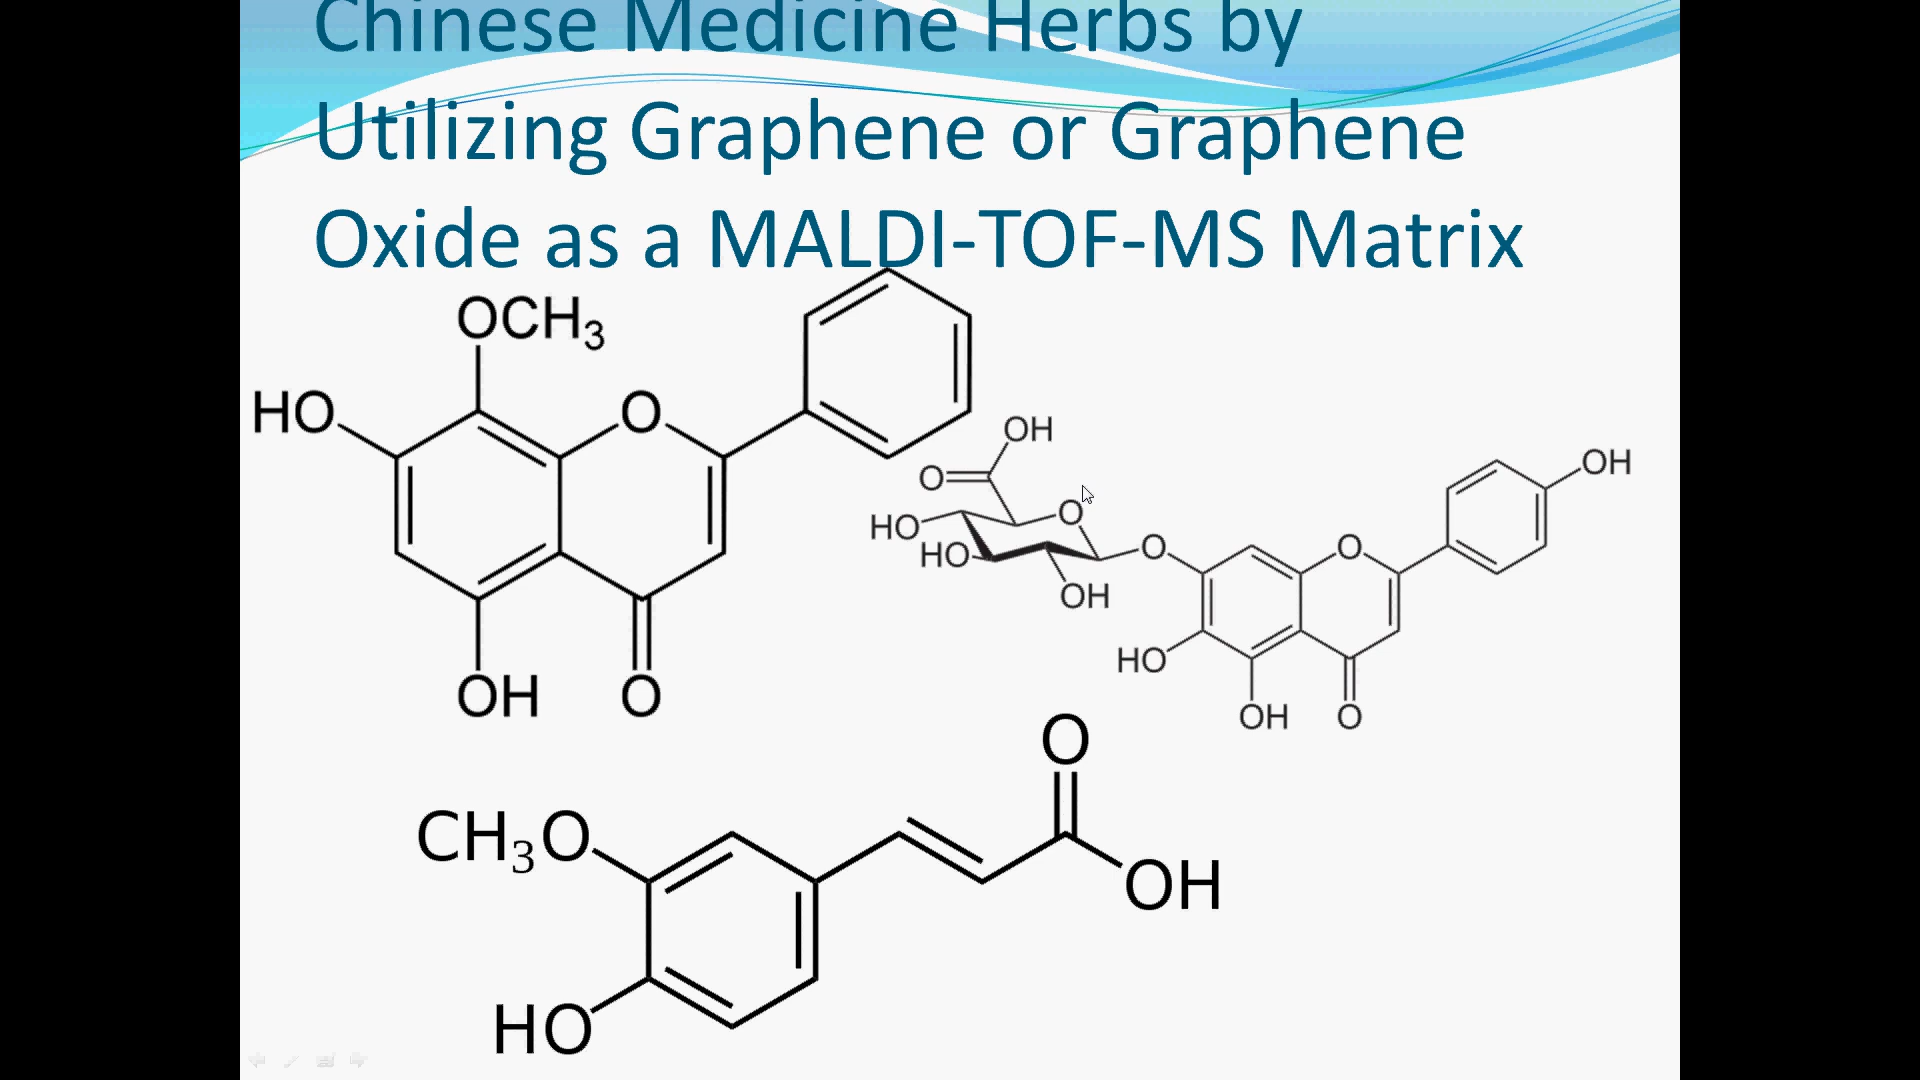 Chinese Medicine Herbs by
Utilizing Graphene or Graphene
Oxide as a MALDI-TOF-MS Matrix
OCH3
HO
O
OH
O
OH
O
O
HO
HO
OH
O
O
OH
HO
OH
O
O
CH3O
OH
HO